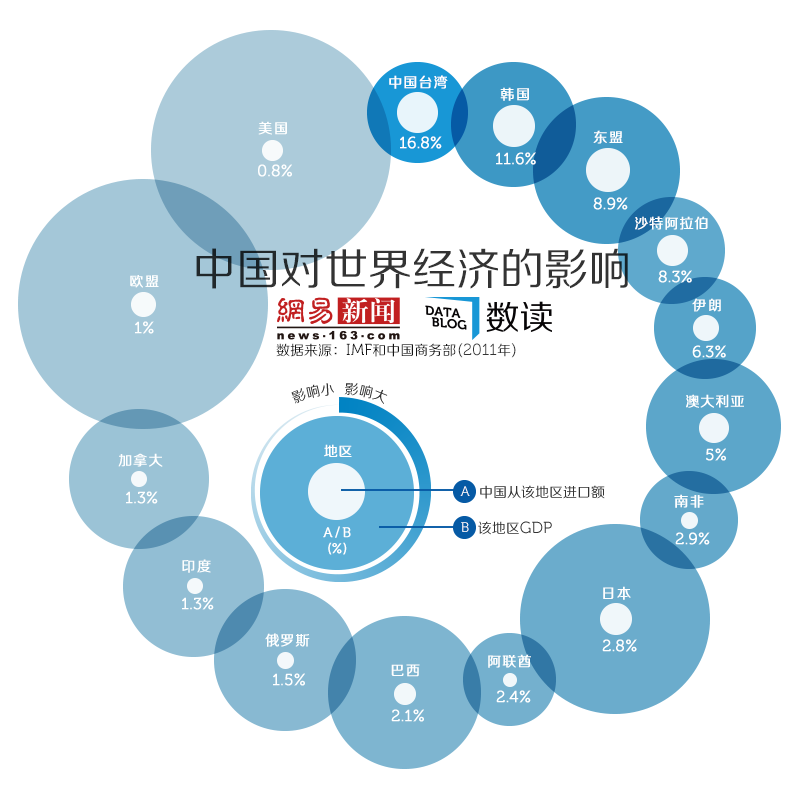 中国台湾
16.8%
韩国
11.6%
东盟
8.9%
沙特阿拉伯
8.3%
伊朗
6.3%
澳大利亚
5%
南非
2.9%
日本
2.8%
阿联酋
2.4%
巴西
2.1%
俄罗斯
1.5%
印度
1.3%
加拿大
1.3%
欧盟
1%
美国
0.8%
中国对世界经济的影响
網易新闻
news·163.com
DATA
BLOG
数读
数据来源：IMF和中国商务部(2011年)
影响小 影响大
地区
A/B
(%)
A 中国从该地区进口额
B 该地区GDP